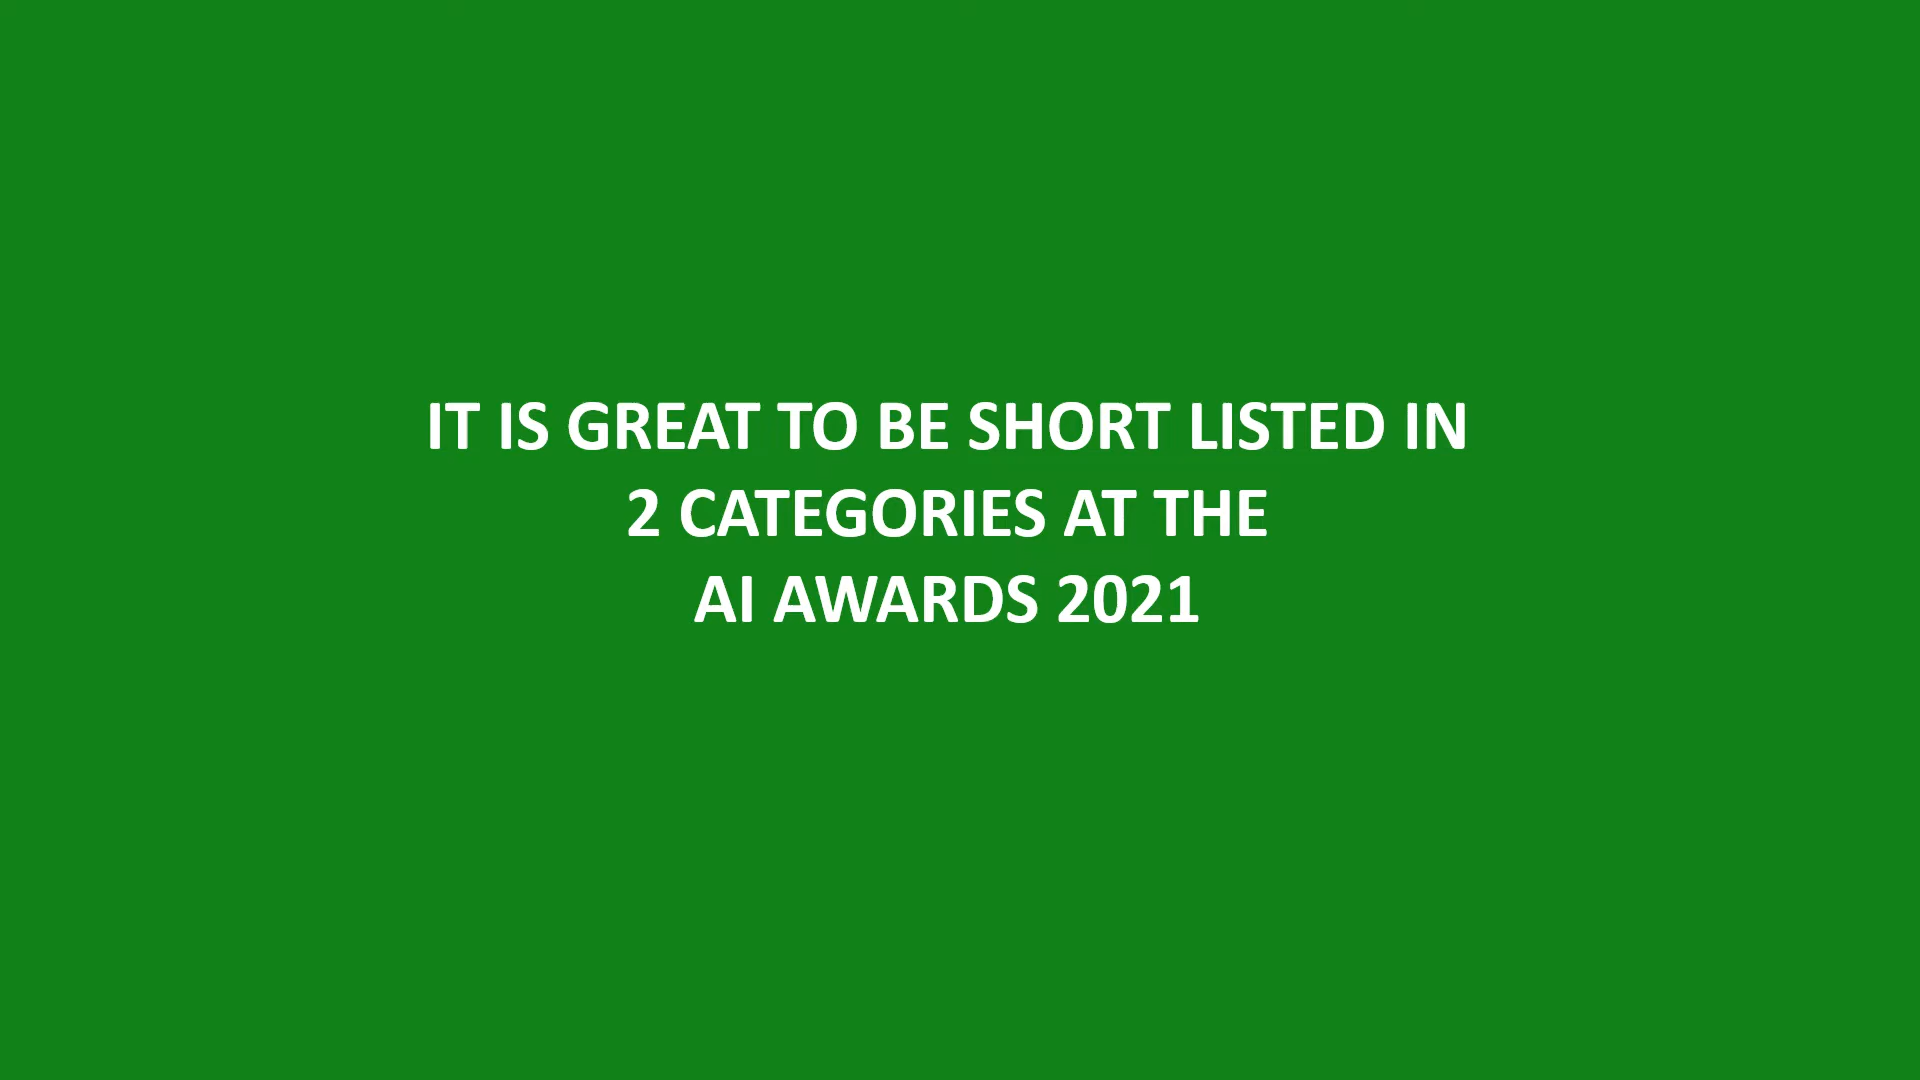 IT IS GREAT TO BE SHORT LISTED IN
2 CATEGORIES AT THE
AI AWARDS 2021